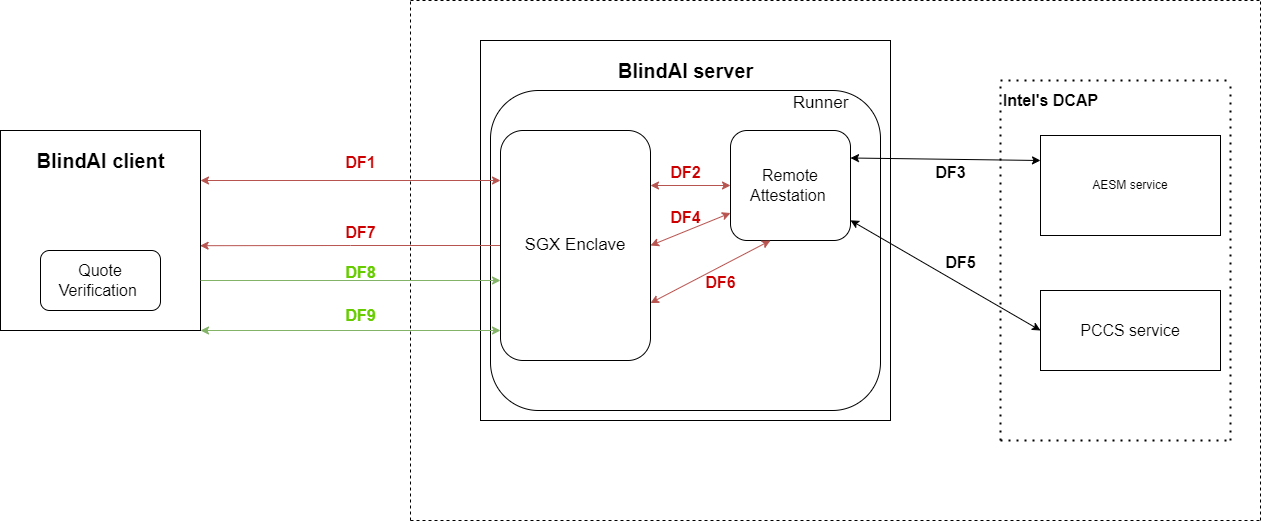 BlindAI server
Runner
Intel's DCAP
BlindAI client
DF1
DF2
Remote
Attestation
DF3
AESM service
DF4
DF7
SGX Enclave
DF5
Quote
Verification
DF8
DF6
DF9
PCCS service